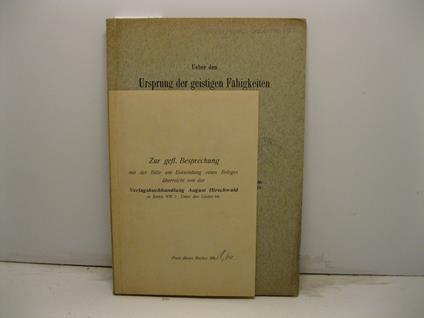 Ueber den
Ursprung der geistigen Fähigkeiten
Zur gefl. Besprechung
mit der Bitte um Einsendung eines Beleges
überreicht von der
Verlagsbuchhandlung August Hirschwald
in Berlin NW 7, Unter den Linden
Preis dieses Buches Mk.